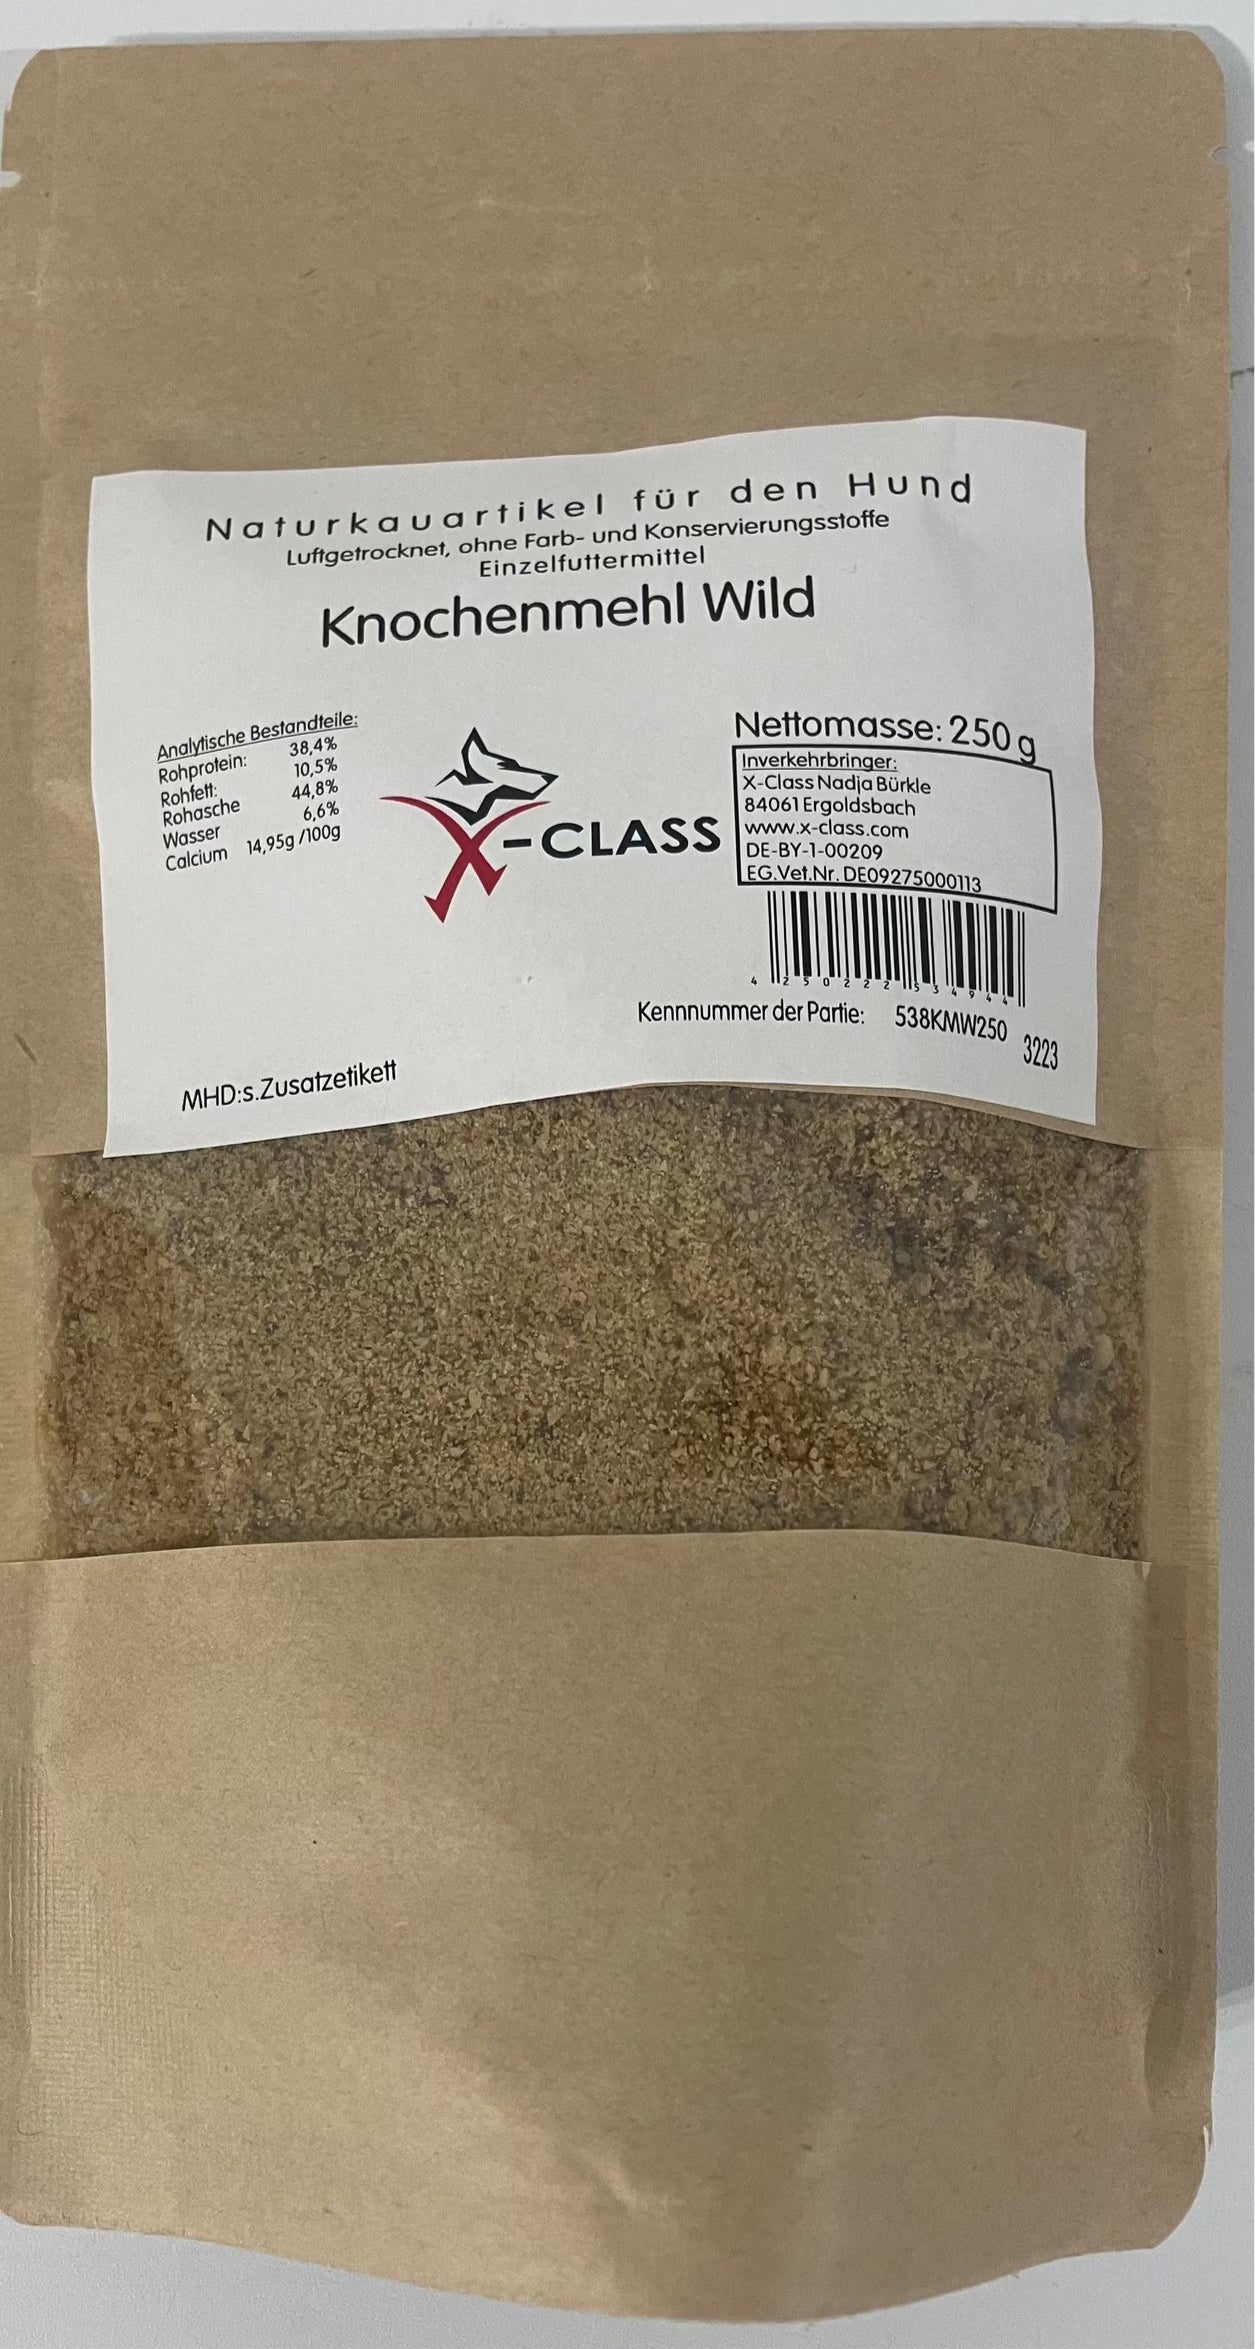 Naturkauartikel für den Hund
Luftgetrocknet, ohne Farb- und Konservierungsstoffe
Einzelfuttermittel
Knochenmehl Wild
Analytische Bestandteile:
Rohprotein: 38,4%
Rohfett: 10,5%
Rohasche 44,8%
Wasser 6,6%
Calcium 14,95g /100g
X-CLASS
Nettomasse: 250 g
Inverkehrbringer:
X-Class Nadja Bürkle
84061 Ergoldsbach
www.x-class.com
DE-BY-1-00209
EG.Vet.Nr. DE09275000113
4 250222 534944
Kennnummer der Partie: 538KMW250 3223
MHD:s.Zusatzetikett